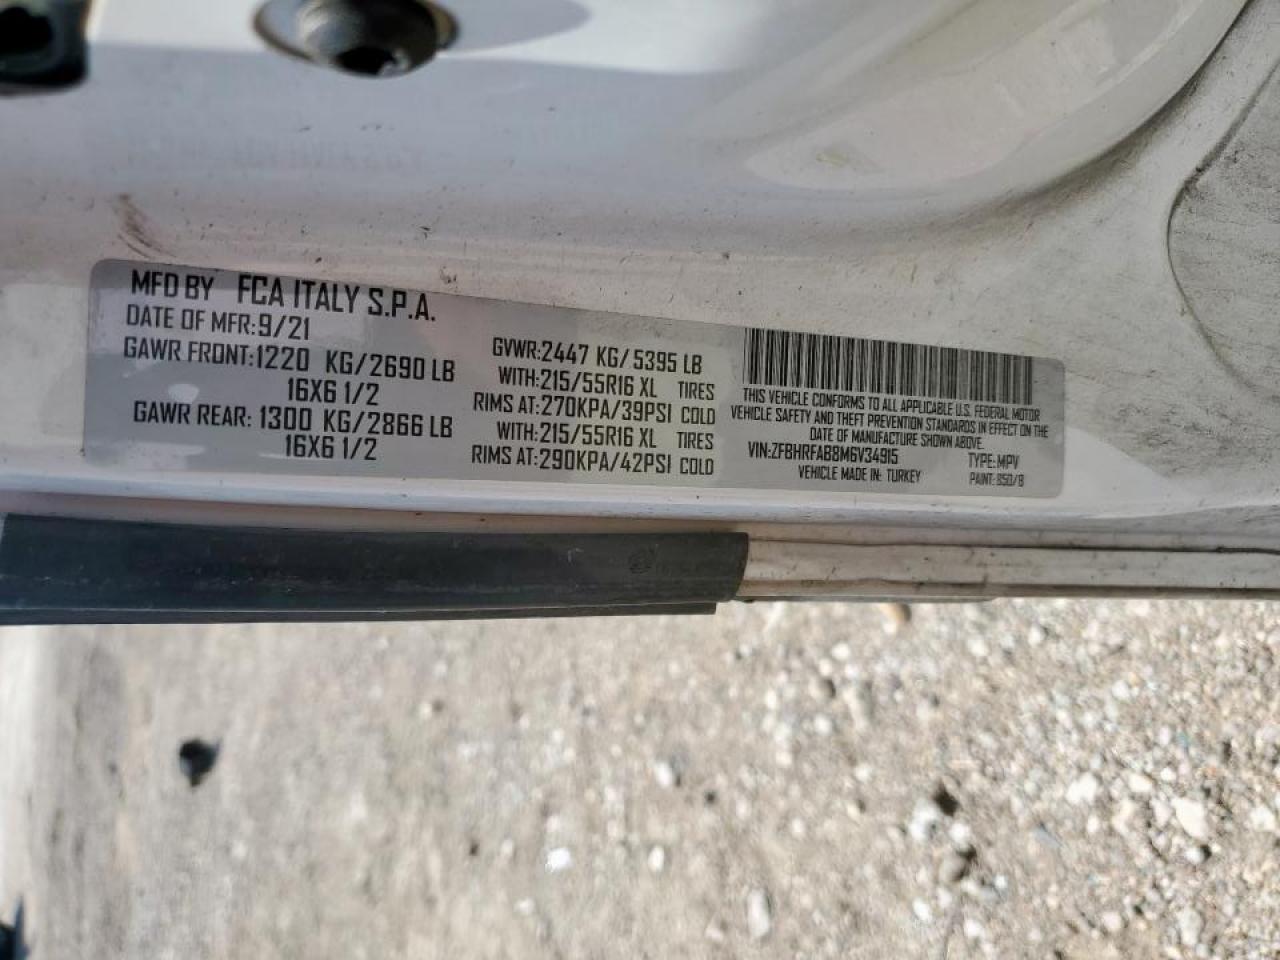 MFD BY FCA ITALY S.P.A.
DATE OF MFR:9/21
GAWR FRONT:1220 KG/2690 LB
16X6 1/2
GAWR REAR: 1300 KG/2866 LB
16X6 1/2
GVWR:2447 KG/5395 LB
WITH:215/55R16 XL TIRES
RIMS AT:270KPA/39PSI COLD
WITH:215/55R16 XL TIRES
RIMS AT:290KPA/42PSI COLD
THIS VEHICLE CONFORMS TO ALL APPLICABLE U.S. FEDERAL MOTOR
VEHICLE SAFETY AND THEFT PREVENTION STANDARDS IN EFFECT ON THE
DATE OF MANUFACTURE SHOWN ABOVE.
VIN:ZFBHRFAB8M6V34915 TYPE:MPV
VEHICLE MADE IN: TURKEY PAINT: 850/B